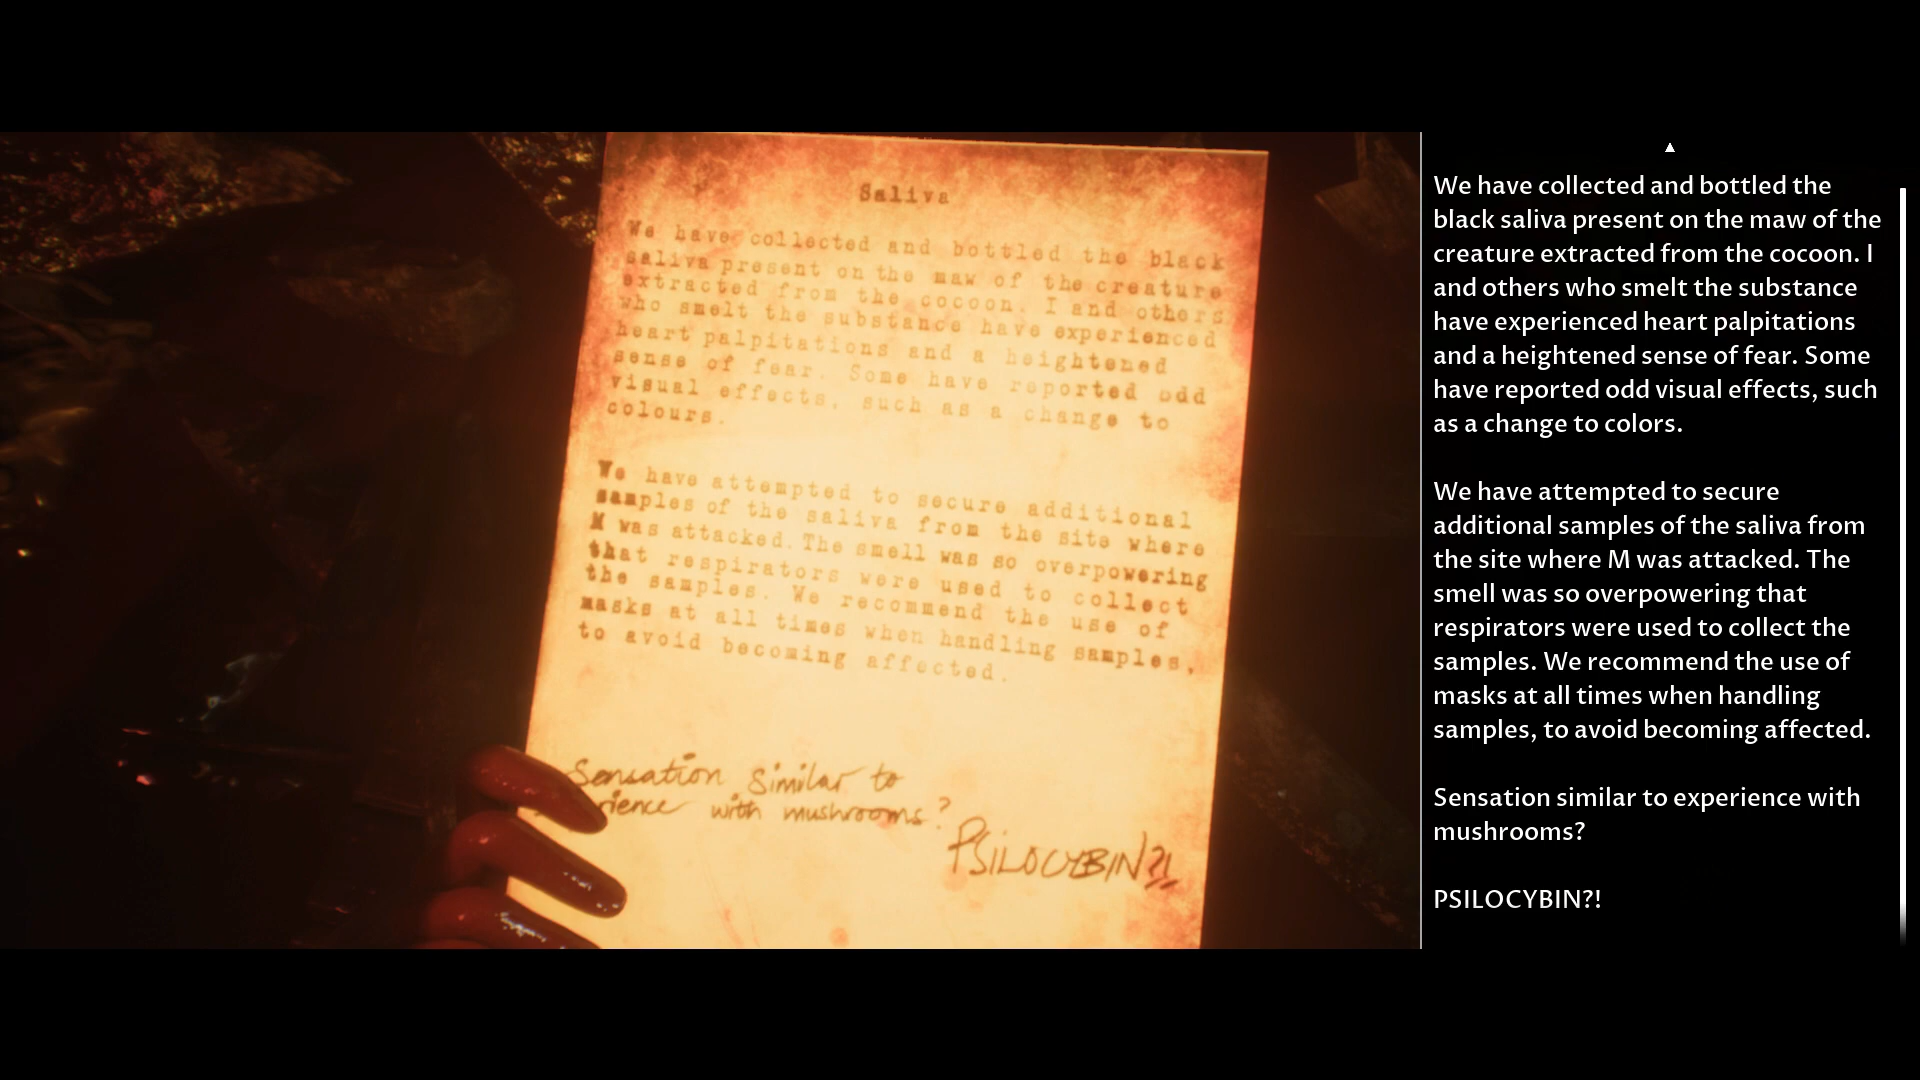 Saliva
We have collected and bottled the black
saliva present on the maw of the creature
extracted from the cocoon. I and others
who smelt the substance have experienced
heart palpitations and a heightened
sense of fear. Some have reported odd
visual effects, such as a change to
colours.
We have attempted to secure additional
samples of the saliva from the site where
M was attacked. The smell was so overpowering
that respirators were used to collect
the samples. We recommend the use of
masks at all times when handling samples,
to avoid becoming affected.
Sensation similar to
rience with mushrooms?
PSILOCYBIN?!
We have collected and bottled the
black saliva present on the maw of the
creature extracted from the cocoon. I
and others who smelt the substance
have experienced heart palpitations
and a heightened sense of fear. Some
have reported odd visual effects, such
as a change to colors.
We have attempted to secure
additional samples of the saliva from
the site where M was attacked. The
smell was so overpowering that
respirators were used to collect the
samples. We recommend the use of
masks at all times when handling
samples, to avoid becoming affected.
Sensation similar to experience with
mushrooms?
PSILOCYBIN?!